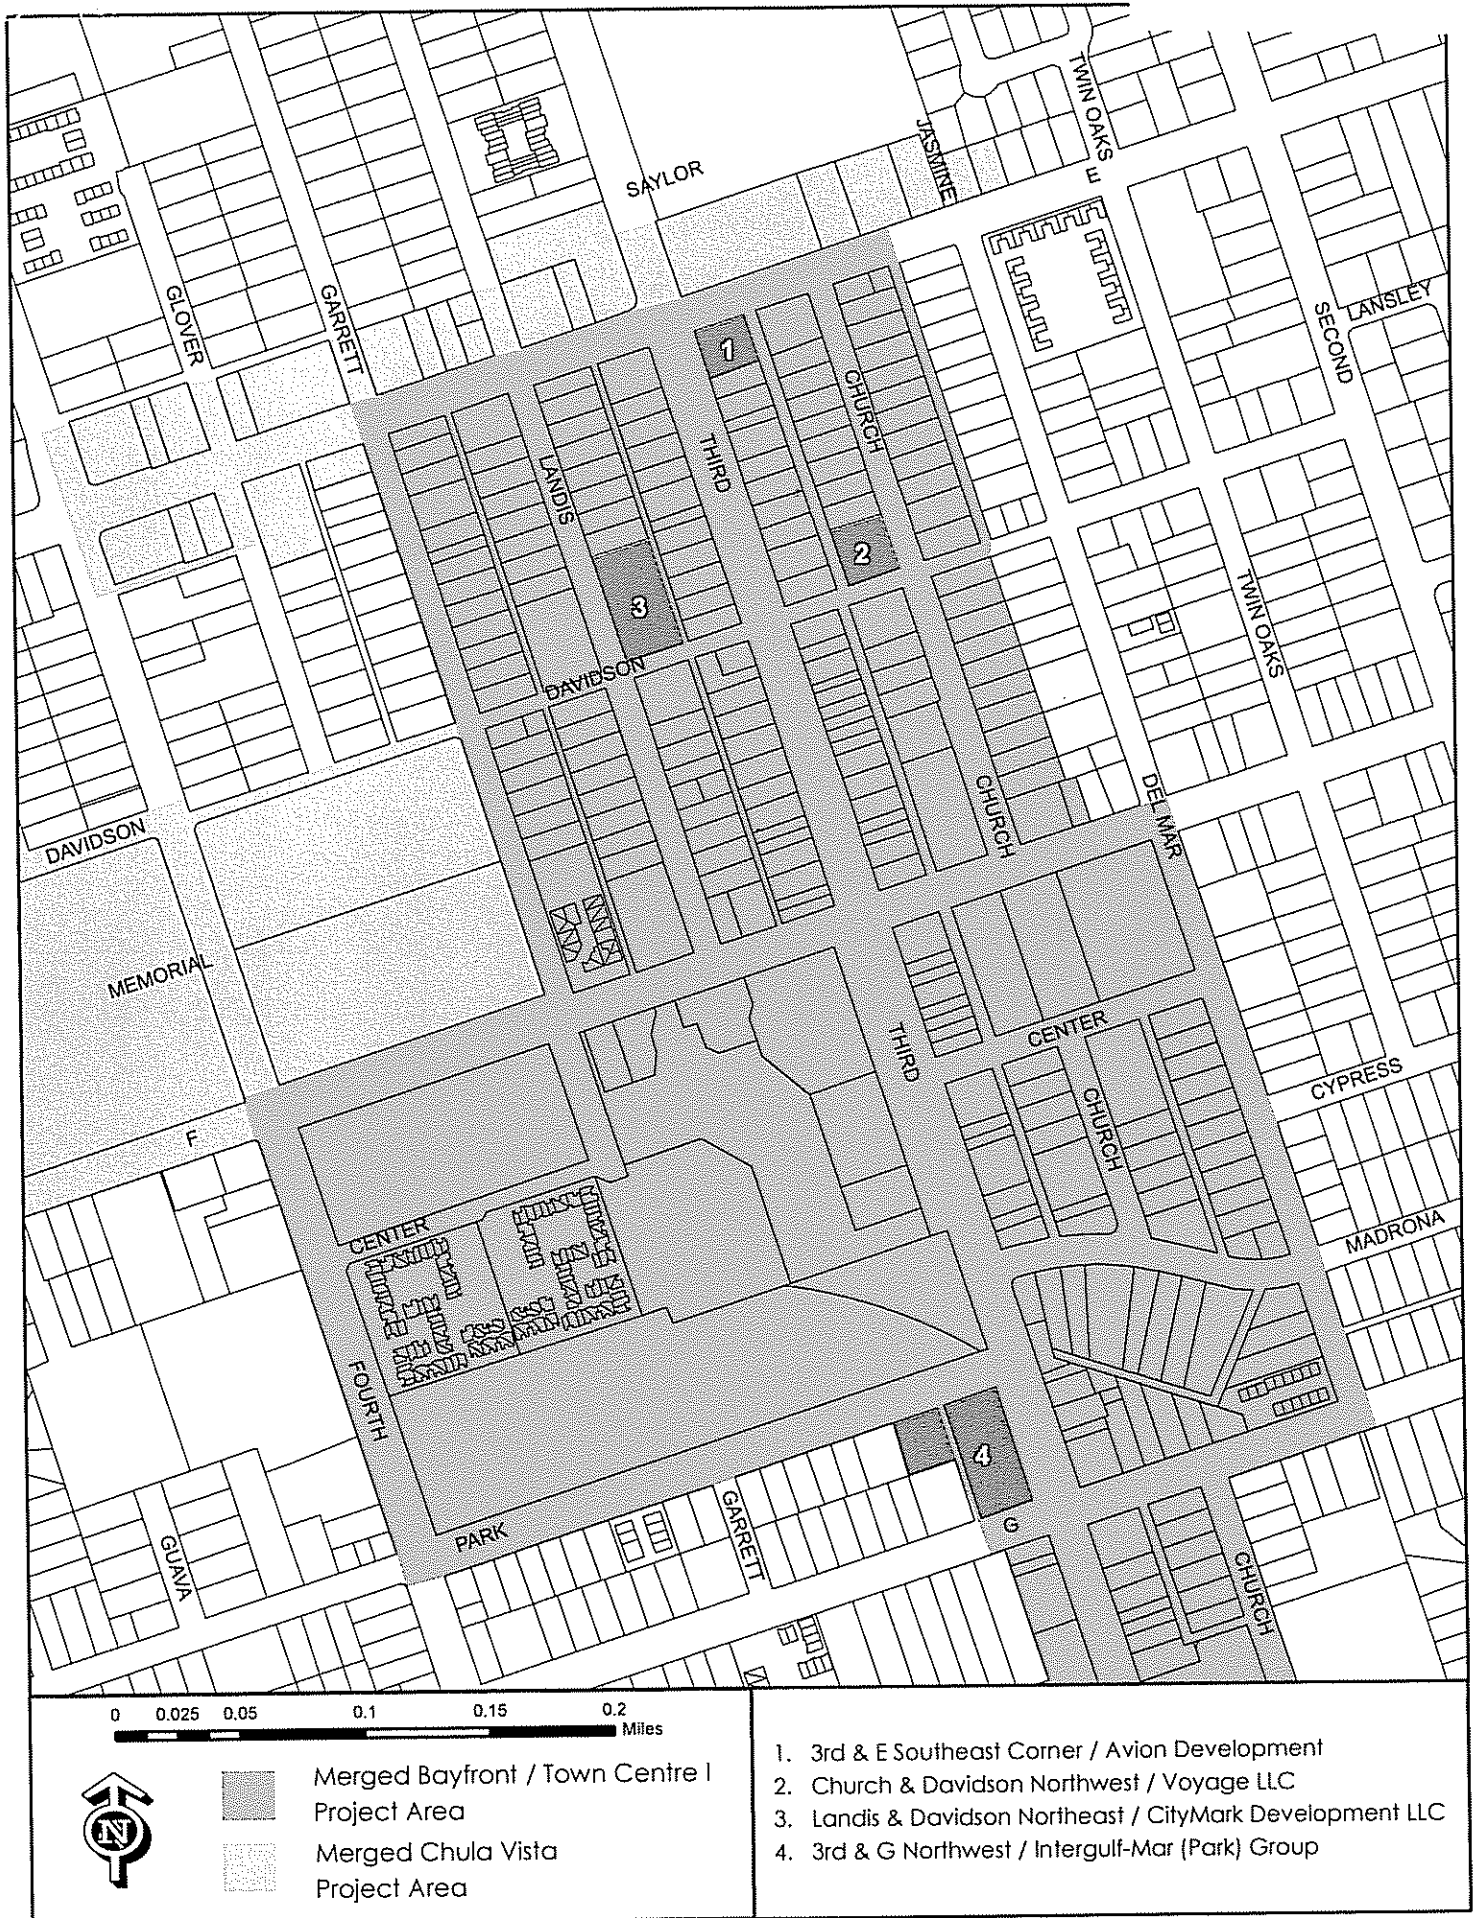 TWIN OAKS
JASMINE
SAYLOR
E
GLOVER
GARRETT
SECOND
LANSLEY
1
CHURCH
THIRD
LANDIS
2
3
TWIN OAKS
DAVIDSON
CHURCH
DEL MAR
DAVIDSON
MEMORIAL
THIRD
CENTER
CYPRESS
CHURCH
F
CENTER
MADRONA
FOURTH
4
GARRETT
G
PARK
GUAVA
CHURCH
0 0.025 0.05 0.1 0.15 0.2
Miles
N
Merged Bayfront / Town Centre I
Project Area
Merged Chula Vista
Project Area
1. 3rd & E Southeast Corner / Avion Development
2. Church & Davidson Northwest / Voyage LLC
3. Landis & Davidson Northeast / CityMark Development LLC
4. 3rd & G Northwest / Intergulf-Mar (Park) Group